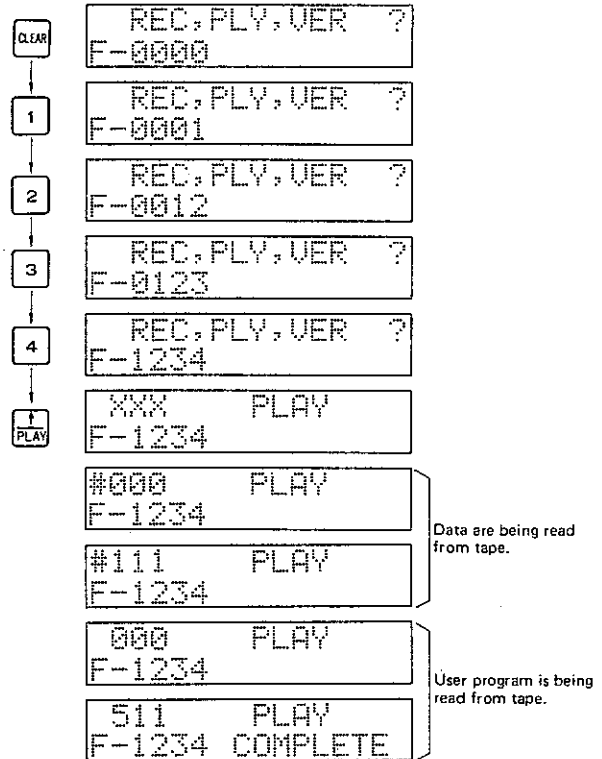 CLEAR
REC,PLY,VER ?
F-0000
1
REC,PLY,VER ?
F-0001
2
REC,PLY,VER ?
F-0012
3
REC,PLY,VER ?
F-0123
4
REC,PLY,VER ?
F-1234
↑
PLAY
XXX PLAY
F-1234
#000 PLAY
F-1234
Data are being read
from tape.
#111 PLAY
F-1234
000 PLAY
F-1234
User program is being
read from tape.
511 PLAY
F-1234 COMPLETE